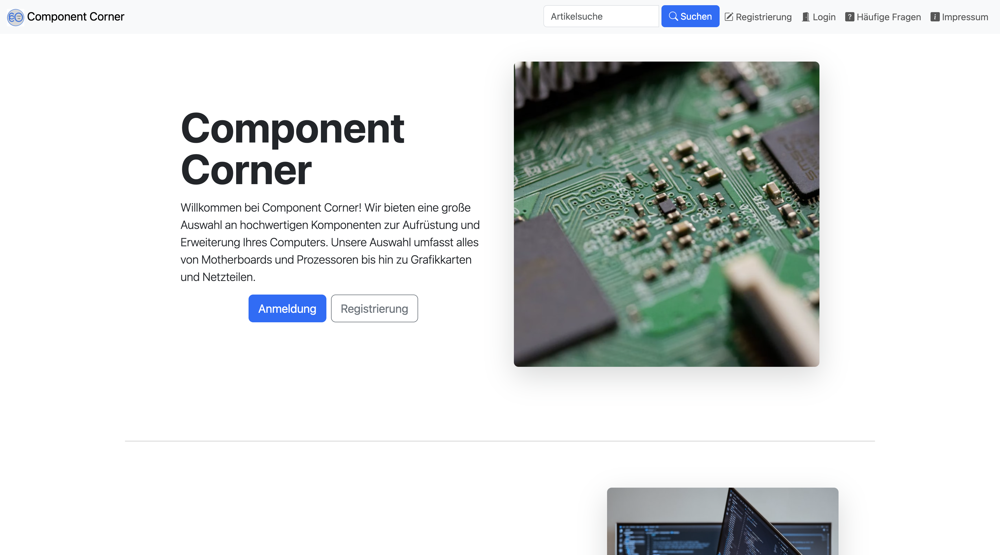 Component Corner
Artikelsuche
Suchen
Registrierung
Login
Häufige Fragen
Impressum
Component
Corner
Willkommen bei Component Corner! Wir bieten eine große
Auswahl an hochwertigen Komponenten zur Aufrüstung und
Erweiterung Ihres Computers. Unsere Auswahl umfasst alles
von Motherboards und Prozessoren bis hin zu Grafikkarten
und Netzteilen.
Anmeldung
Registrierung
SMSC
C235